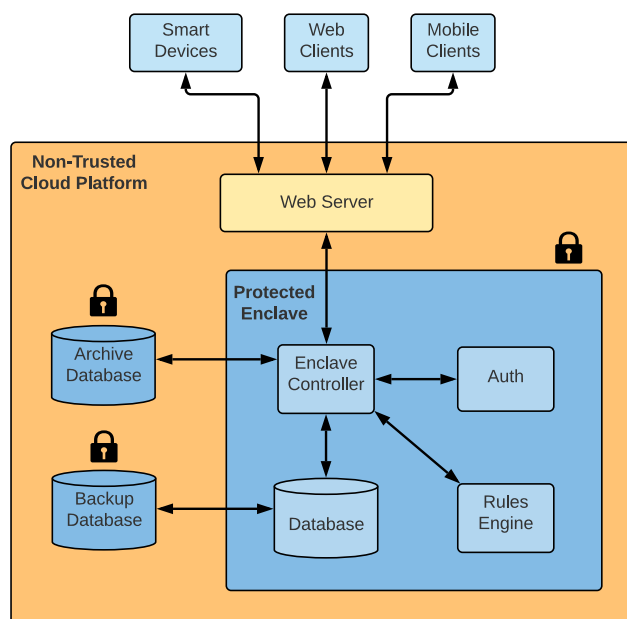 Smart
Devices
Web
Clients
Mobile
Clients
Non-Trusted
Cloud Platform
Web Server
Protected
Enclave
Archive
Database
Enclave
Controller
Auth
Backup
Database
Database
Rules
Engine